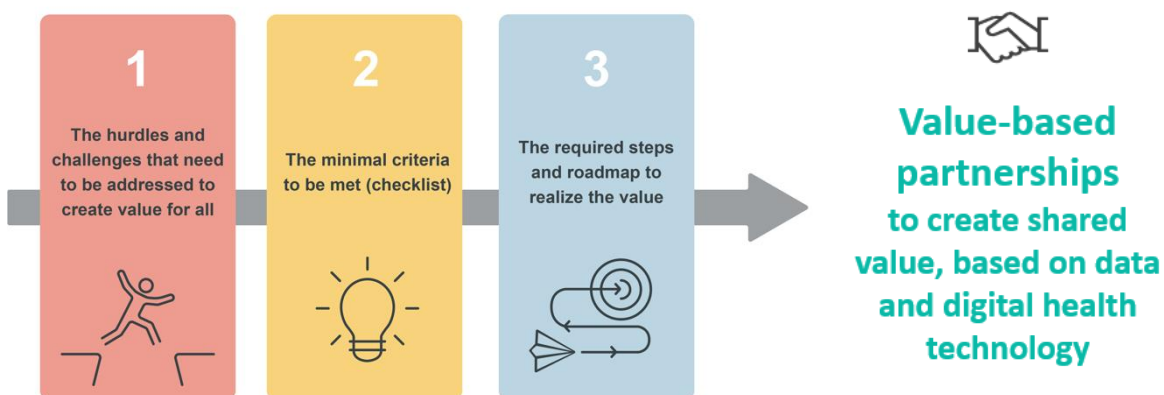 1
The hurdles and
challenges that need
to be addressed to
create value for all
2
The minimal criteria
to be met (checklist)
3
The required steps
and roadmap to
realize the value
Value-based
partnerships
to create shared
value, based on data
and digital health
technology